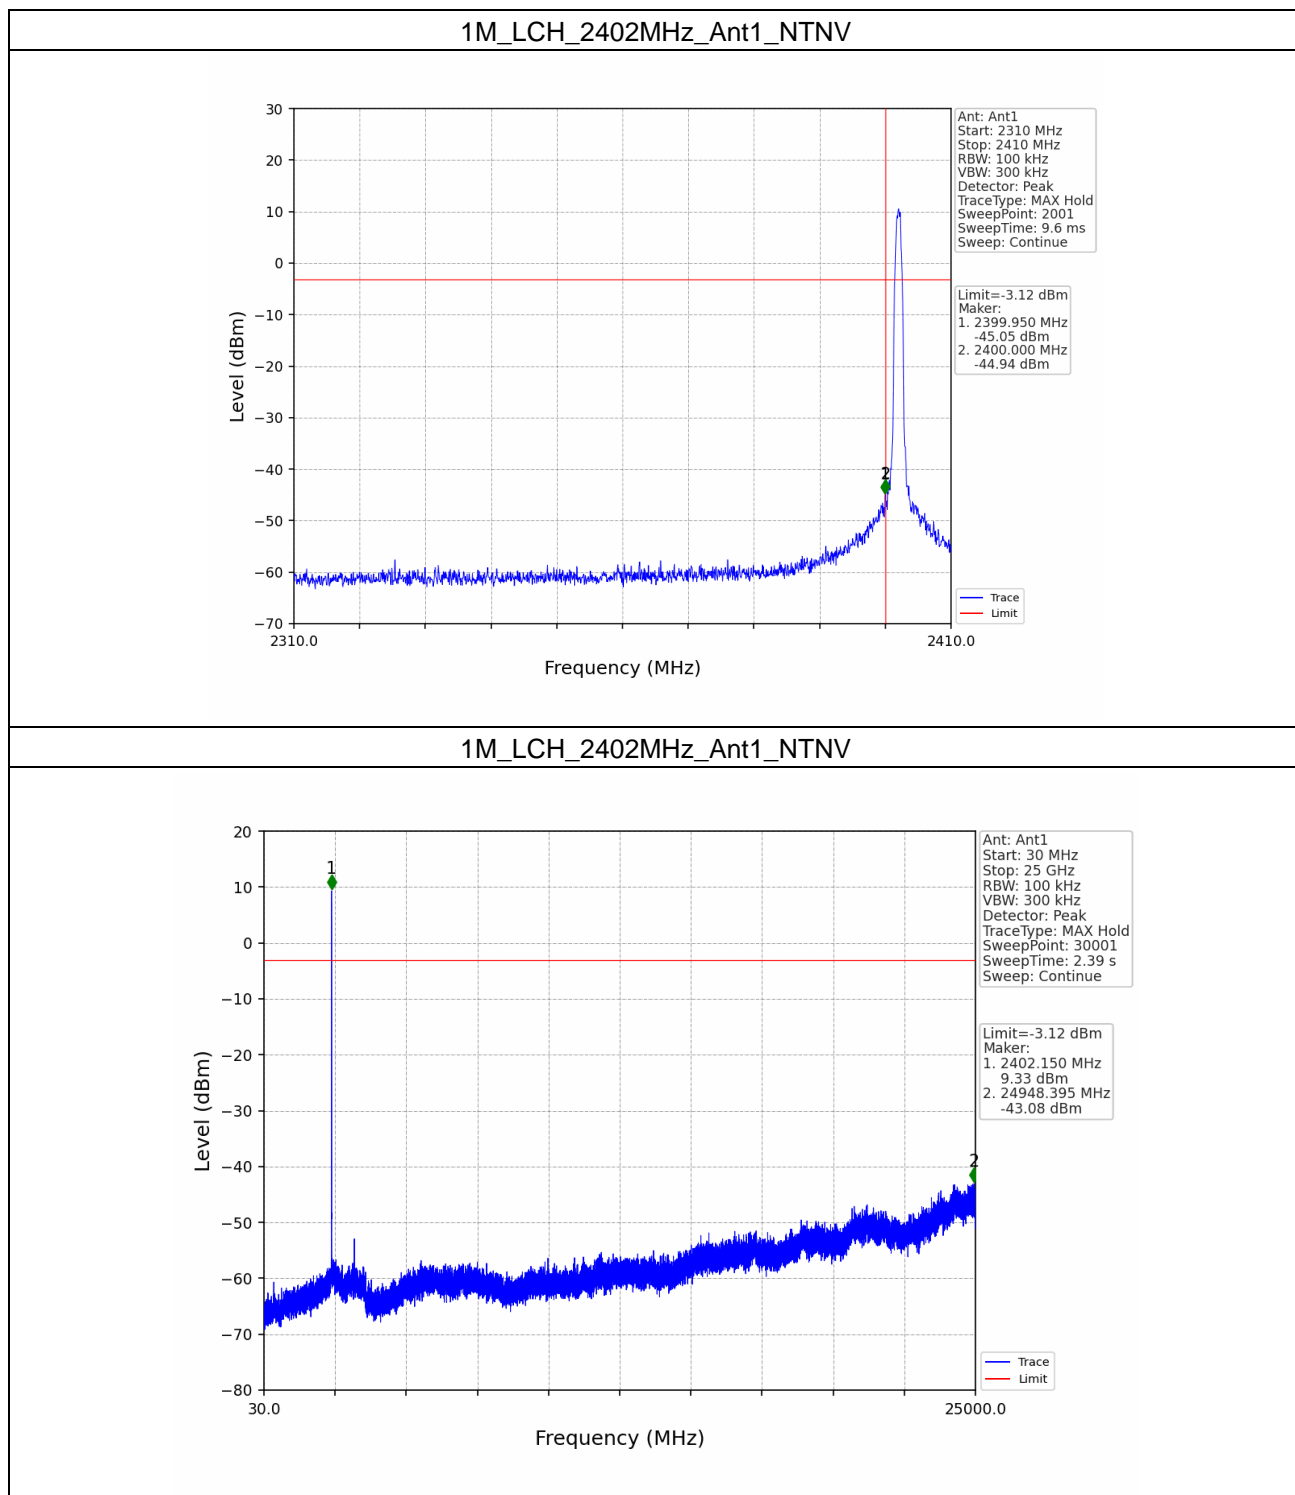 1M_LCH_2402MHz_Ant1_NTNV
30
20
10
0
−10
−20
−30
−40
−50
−60
−70
Level (dBm)
2310.0
2410.0
Frequency (MHz)
1
2
Ant: Ant1
Start: 2310 MHz
Stop: 2410 MHz
RBW: 100 kHz
VBW: 300 kHz
Detector: Peak
TraceType: MAX Hold
SweepPoint: 2001
SweepTime: 9.6 ms
Sweep: Continue
Limit=-3.12 dBm
Maker:
1. 2399.950 MHz
-45.05 dBm
2. 2400.000 MHz
-44.94 dBm
Trace
Limit
1M_LCH_2402MHz_Ant1_NTNV
20
10
0
−10
−20
−30
−40
−50
−60
−70
−80
Level (dBm)
30.0
25000.0
Frequency (MHz)
1
2
Ant: Ant1
Start: 30 MHz
Stop: 25 GHz
RBW: 100 kHz
VBW: 300 kHz
Detector: Peak
TraceType: MAX Hold
SweepPoint: 30001
SweepTime: 2.39 s
Sweep: Continue
Limit=-3.12 dBm
Maker:
1. 2402.150 MHz
9.33 dBm
2. 24948.395 MHz
-43.08 dBm
Trace
Limit